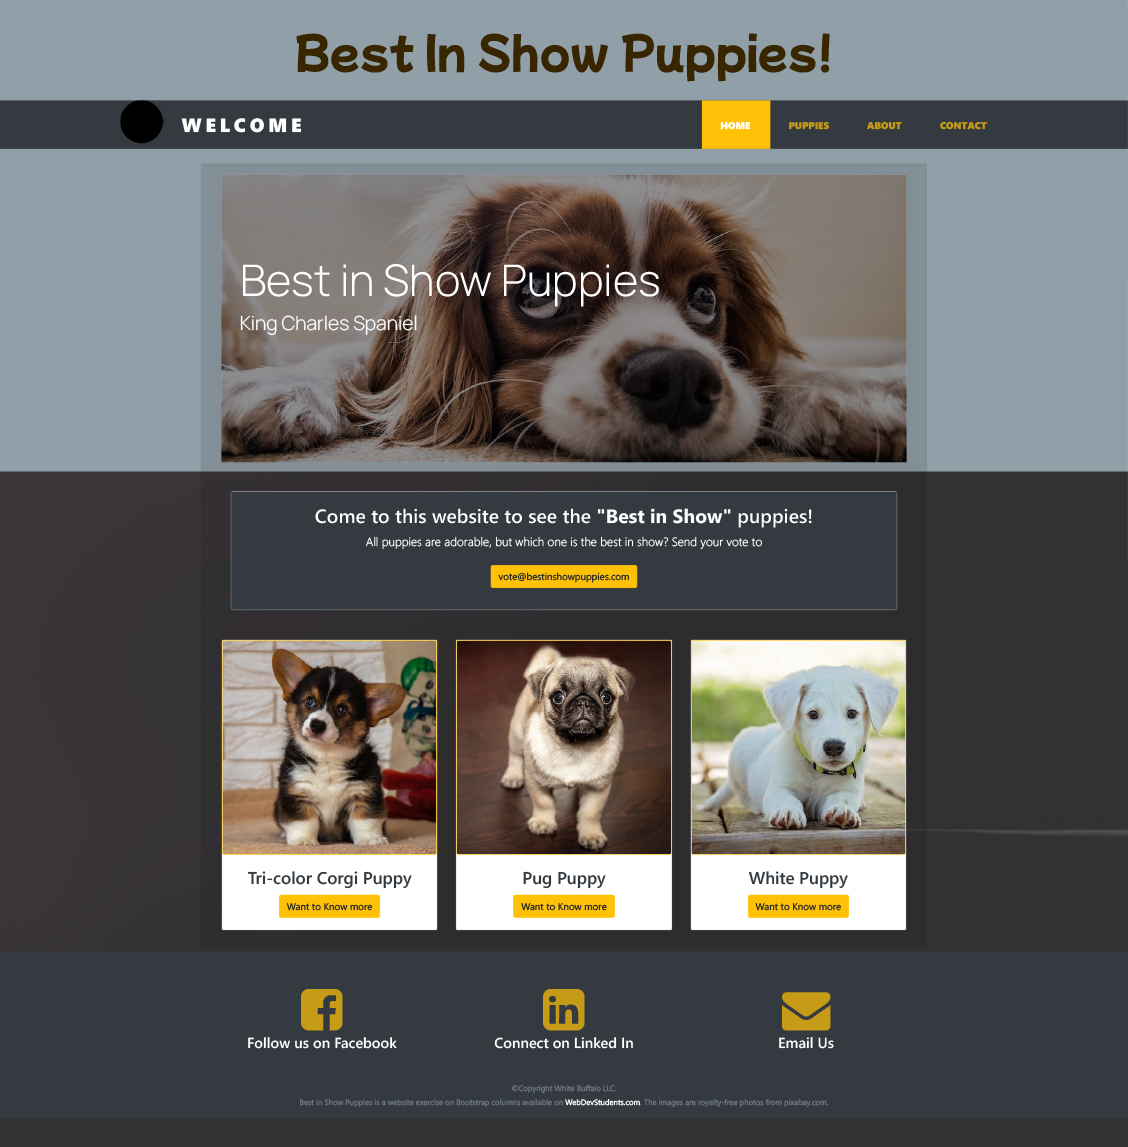 Best In Show Puppies!
WELCOME
HOME PUPPIES ABOUT CONTACT
Best in Show Puppies
King Charles Spaniel
Come to this website to see the "Best in Show" puppies!
All puppies are adorable, but which one is the best in show? Send your vote to
vote@bestinshowpuppies.com
Tri-color Corgi Puppy
Want to Know more
Pug Puppy
Want to Know more
White Puppy
Want to Know more
Follow us on Facebook
Connect on Linked In
Email Us
©Copyright White Buffalo LLC.
Best in Show Puppies is a website exercise on Bootstrap columns available on WebDevStudents.com. The images are royalty-free photos from pixabay.com.